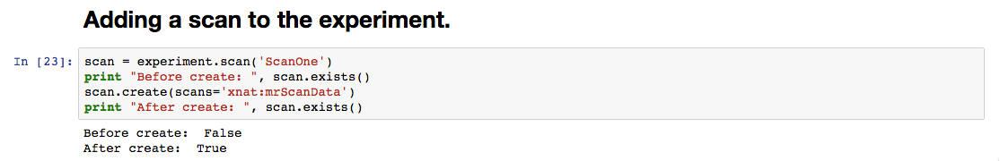 Adding a scan to the experiment.
In [23]: scan = experiment.scan('ScanOne')
print "Before create: ", scan.exists()
scan.create(scans='xnat:mrScanData')
print "After create: ", scan.exists()
Before create:  False
After create:  True